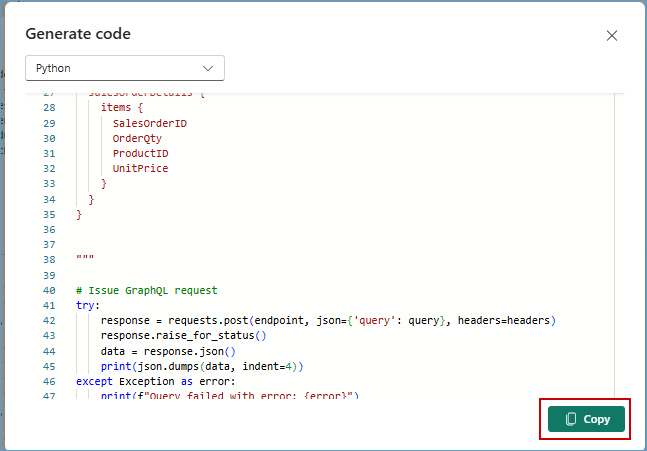 Generate code
Python
27 salesOrderDetails {
28 items {
29 SalesOrderID
30 OrderQty
31 ProductID
32 UnitPrice
33 }
34 }
35 }
36
37
38 """
39
40 # Issue GraphQL request
41 try:
42 response = requests.post(endpoint, json={'query': query}, headers=headers)
43 response.raise_for_status()
44 data = response.json()
45 print(json.dumps(data, indent=4))
46 except Exception as error:
47 print(f"Query failed with error: {error}")
Copy